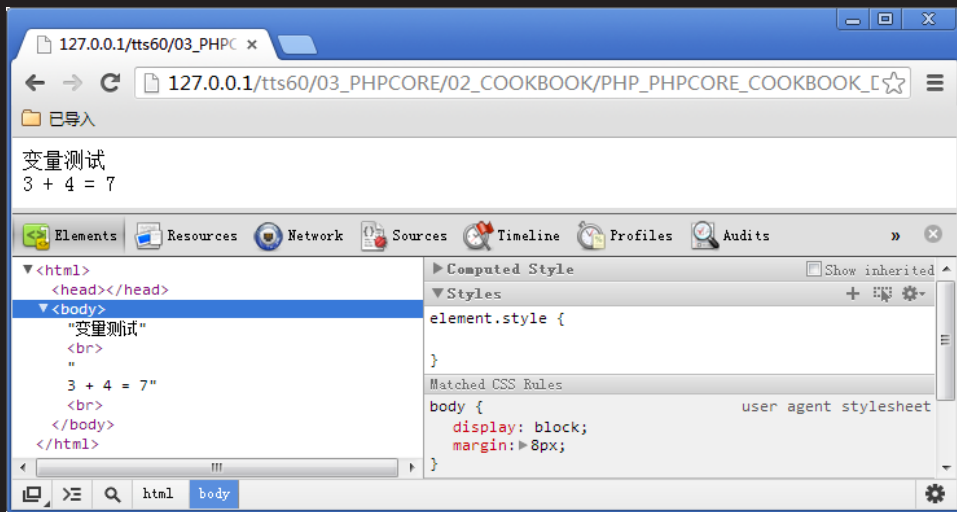 127.0.0.1/tts60/03_PHPC
127.0.0.1/tts60/03_PHPCORE/02_COOKBOOK/PHP_PHPCORE_COOKBOOK_D
已导入
变量测试
3 + 4 = 7
Elements Resources Network Sources Timeline Profiles Audits »
<html>
<head></head>
<body>
"变量测试"
<br>
"
3 + 4 = 7"
<br>
</body>
</html>
Computed Style Show inherited
Styles
element.style {
}
Matched CSS Rules
body { user agent stylesheet
display: block;
margin: 8px;
}
html body